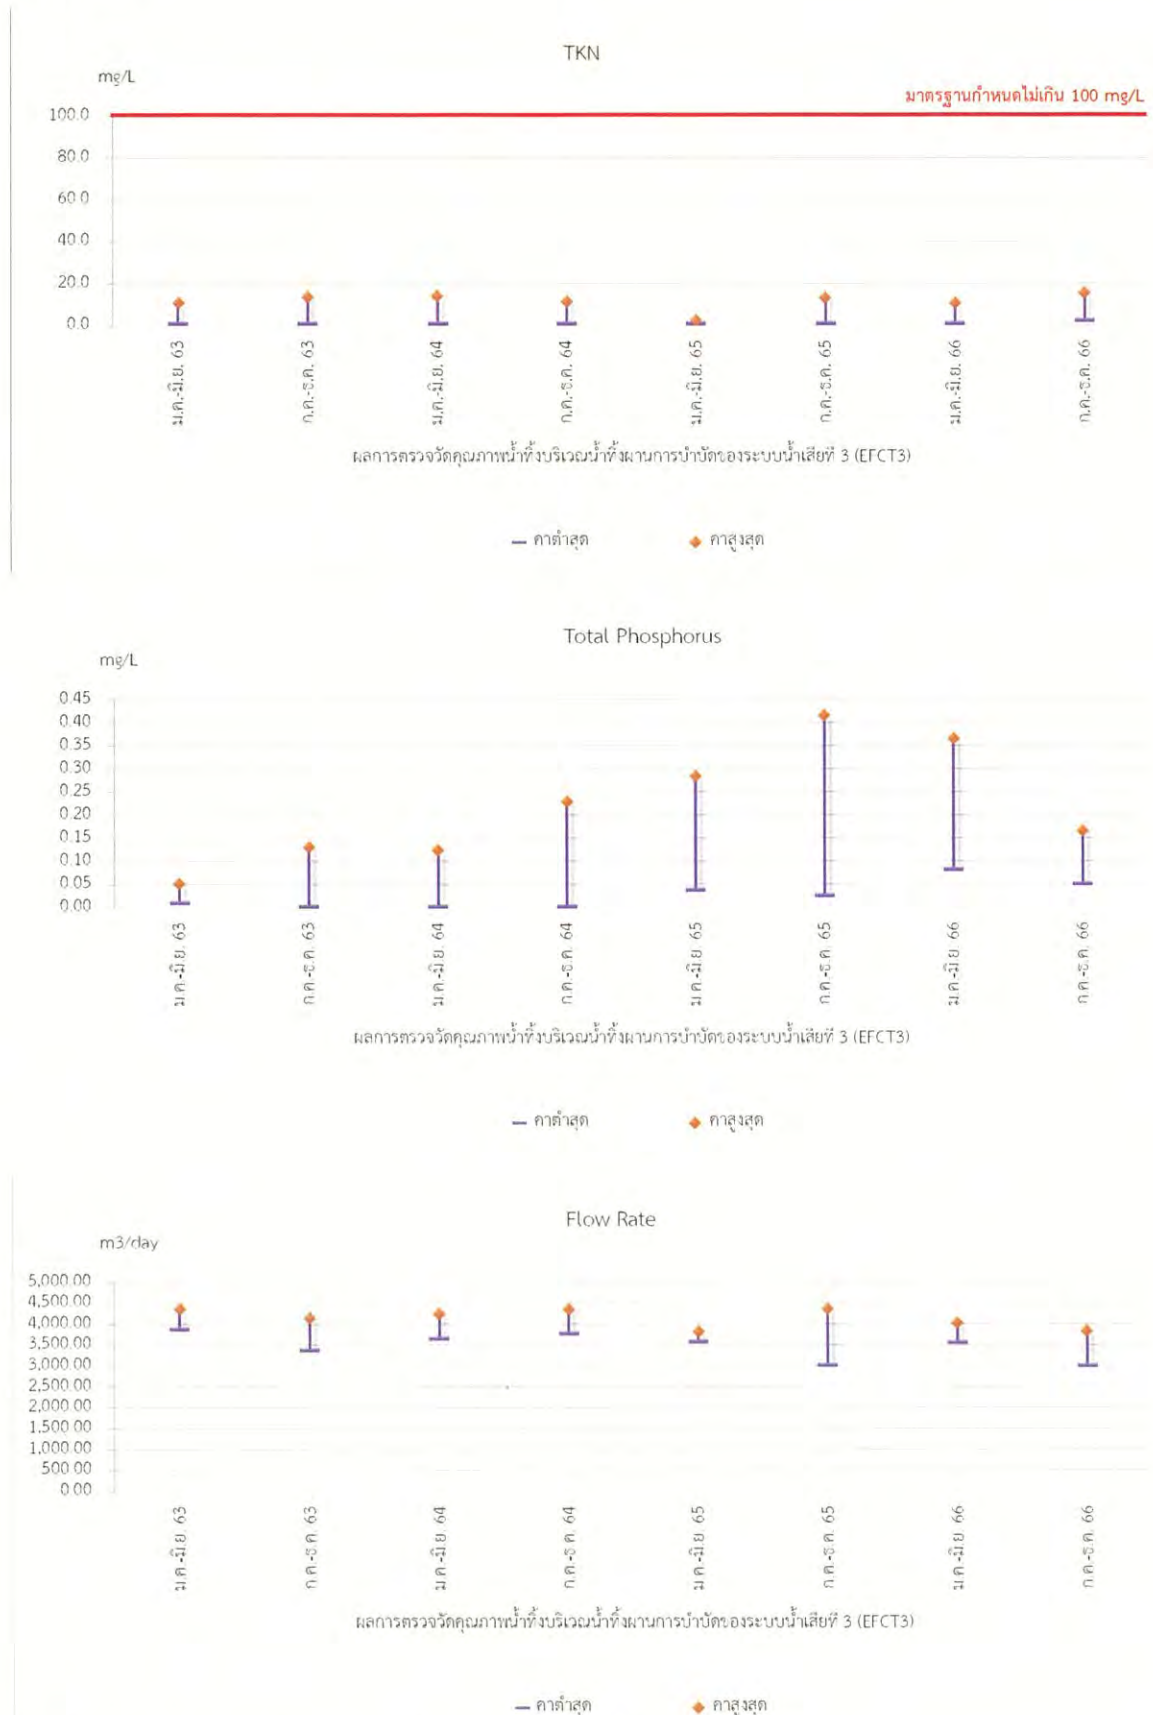 TKN
mg/L
มาตรฐานกำหนดไม่เกิน 100 mg/L
100.0
80.0
60.0
40.0
20.0
0.0
ม.ค.-มิ.ย. 63
ก.ค.-ธ.ค. 63
ม.ค.-มิ.ย. 64
ก.ค.-ธ.ค. 64
ม.ค.-มิ.ย. 65
ก.ค.-ธ.ค. 65
ม.ค.-มิ.ย. 66
ก.ค.-ธ.ค. 66
ผลการตรวจวัดคุณภาพน้ำทิ้งบริเวณน้ำทิ้งผ่านการบำบัดของระบบน้ำเสียที่ 3 (EFCT3)
ค่าต่ำสุด ค่าสูงสุด
Total Phosphorus
mg/L
0.45
0.40
0.35
0.30
0.25
0.20
0.15
0.10
0.05
0.00
ม.ค.-มิ.ย. 63
ก.ค.-ธ.ค. 63
ม.ค.-มิ.ย. 64
ก.ค.-ธ.ค. 64
ม.ค.-มิ.ย. 65
ก.ค.-ธ.ค. 65
ม.ค.-มิ.ย. 66
ก.ค.-ธ.ค. 66
ผลการตรวจวัดคุณภาพน้ำทิ้งบริเวณน้ำทิ้งผ่านการบำบัดของระบบน้ำเสียที่ 3 (EFCT3)
ค่าต่ำสุด ค่าสูงสุด
Flow Rate
m3/day
5,000.00
4,500.00
4,000.00
3,500.00
3,000.00
2,500.00
2,000.00
1,500.00
1,000.00
500.00
0.00
ม.ค.-มิ.ย. 63
ก.ค.-ธ.ค. 63
ม.ค.-มิ.ย. 64
ก.ค.-ธ.ค. 64
ม.ค.-มิ.ย. 65
ก.ค.-ธ.ค. 65
ม.ค.-มิ.ย. 66
ก.ค.-ธ.ค. 66
ผลการตรวจวัดคุณภาพน้ำทิ้งบริเวณน้ำทิ้งผ่านการบำบัดของระบบน้ำเสียที่ 3 (EFCT3)
ค่าต่ำสุด ค่าสูงสุด